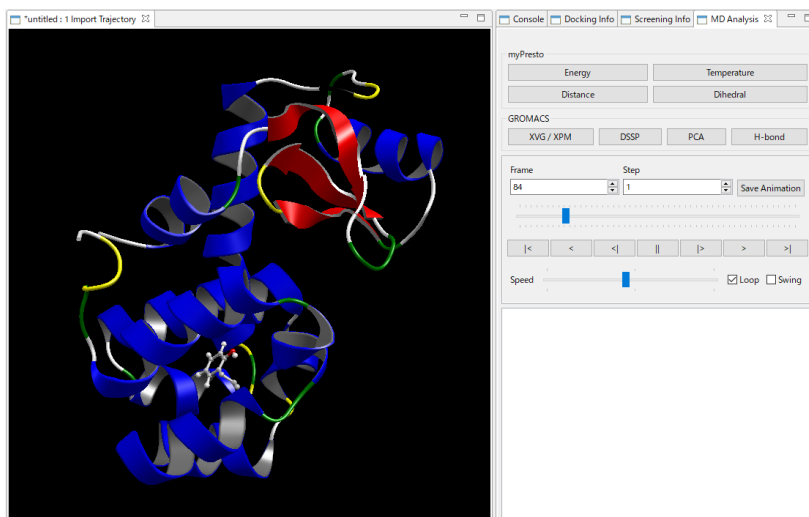 *untitled : 1 Import Trajectory
Console Docking Info Screening Info MD Analysis
myPresto
Energy Temperature
Distance Dihedral
GROMACS
XVG / XPM DSSP PCA H-bond
Frame Step
84 1 Save Animation
|< < <| || |> > >|
Speed Loop Swing